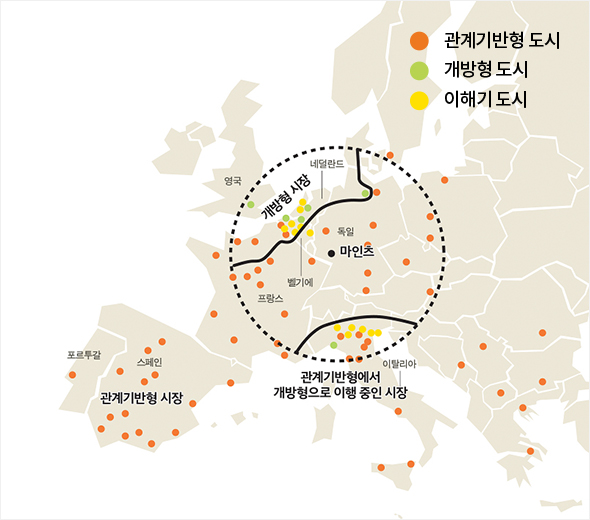 관계기반형 도시
개방형 도시
이해기 도시
네덜란드
영국
개방형 시장
독일
마인츠
벨기에
프랑스
포르투갈
스페인
이탈리아
관계기반형에서
개방형으로 이행 중인 시장
관계기반형 시장